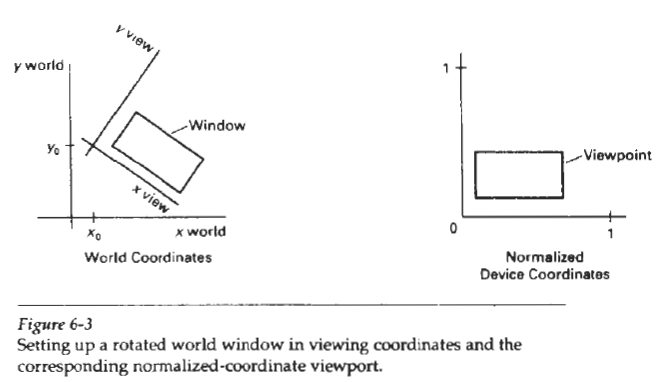 y view
y world
Window
y0
x view
x0
x world
World Coordinates
1
Viewpoint
0
1
Normalized
Device Coordinates
Figure 6-3
Setting up a rotated world window in viewing coordinates and the
corresponding normalized-coordinate viewport.